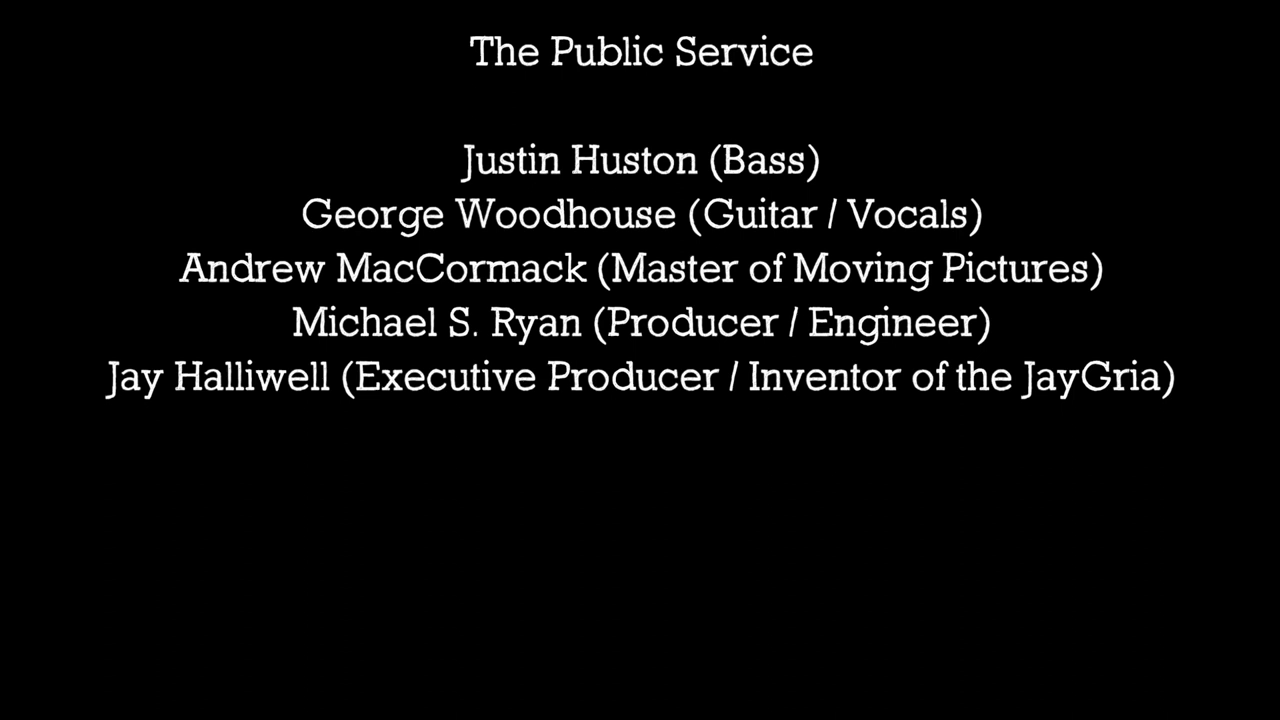 The Public Service
Justin Huston (Bass)
George Woodhouse (Guitar / Vocals)
Andrew MacCormack (Master of Moving Pictures)
Michael S. Ryan (Producer / Engineer)
Jay Halliwell (Executive Producer / Inventor of the JayGria)